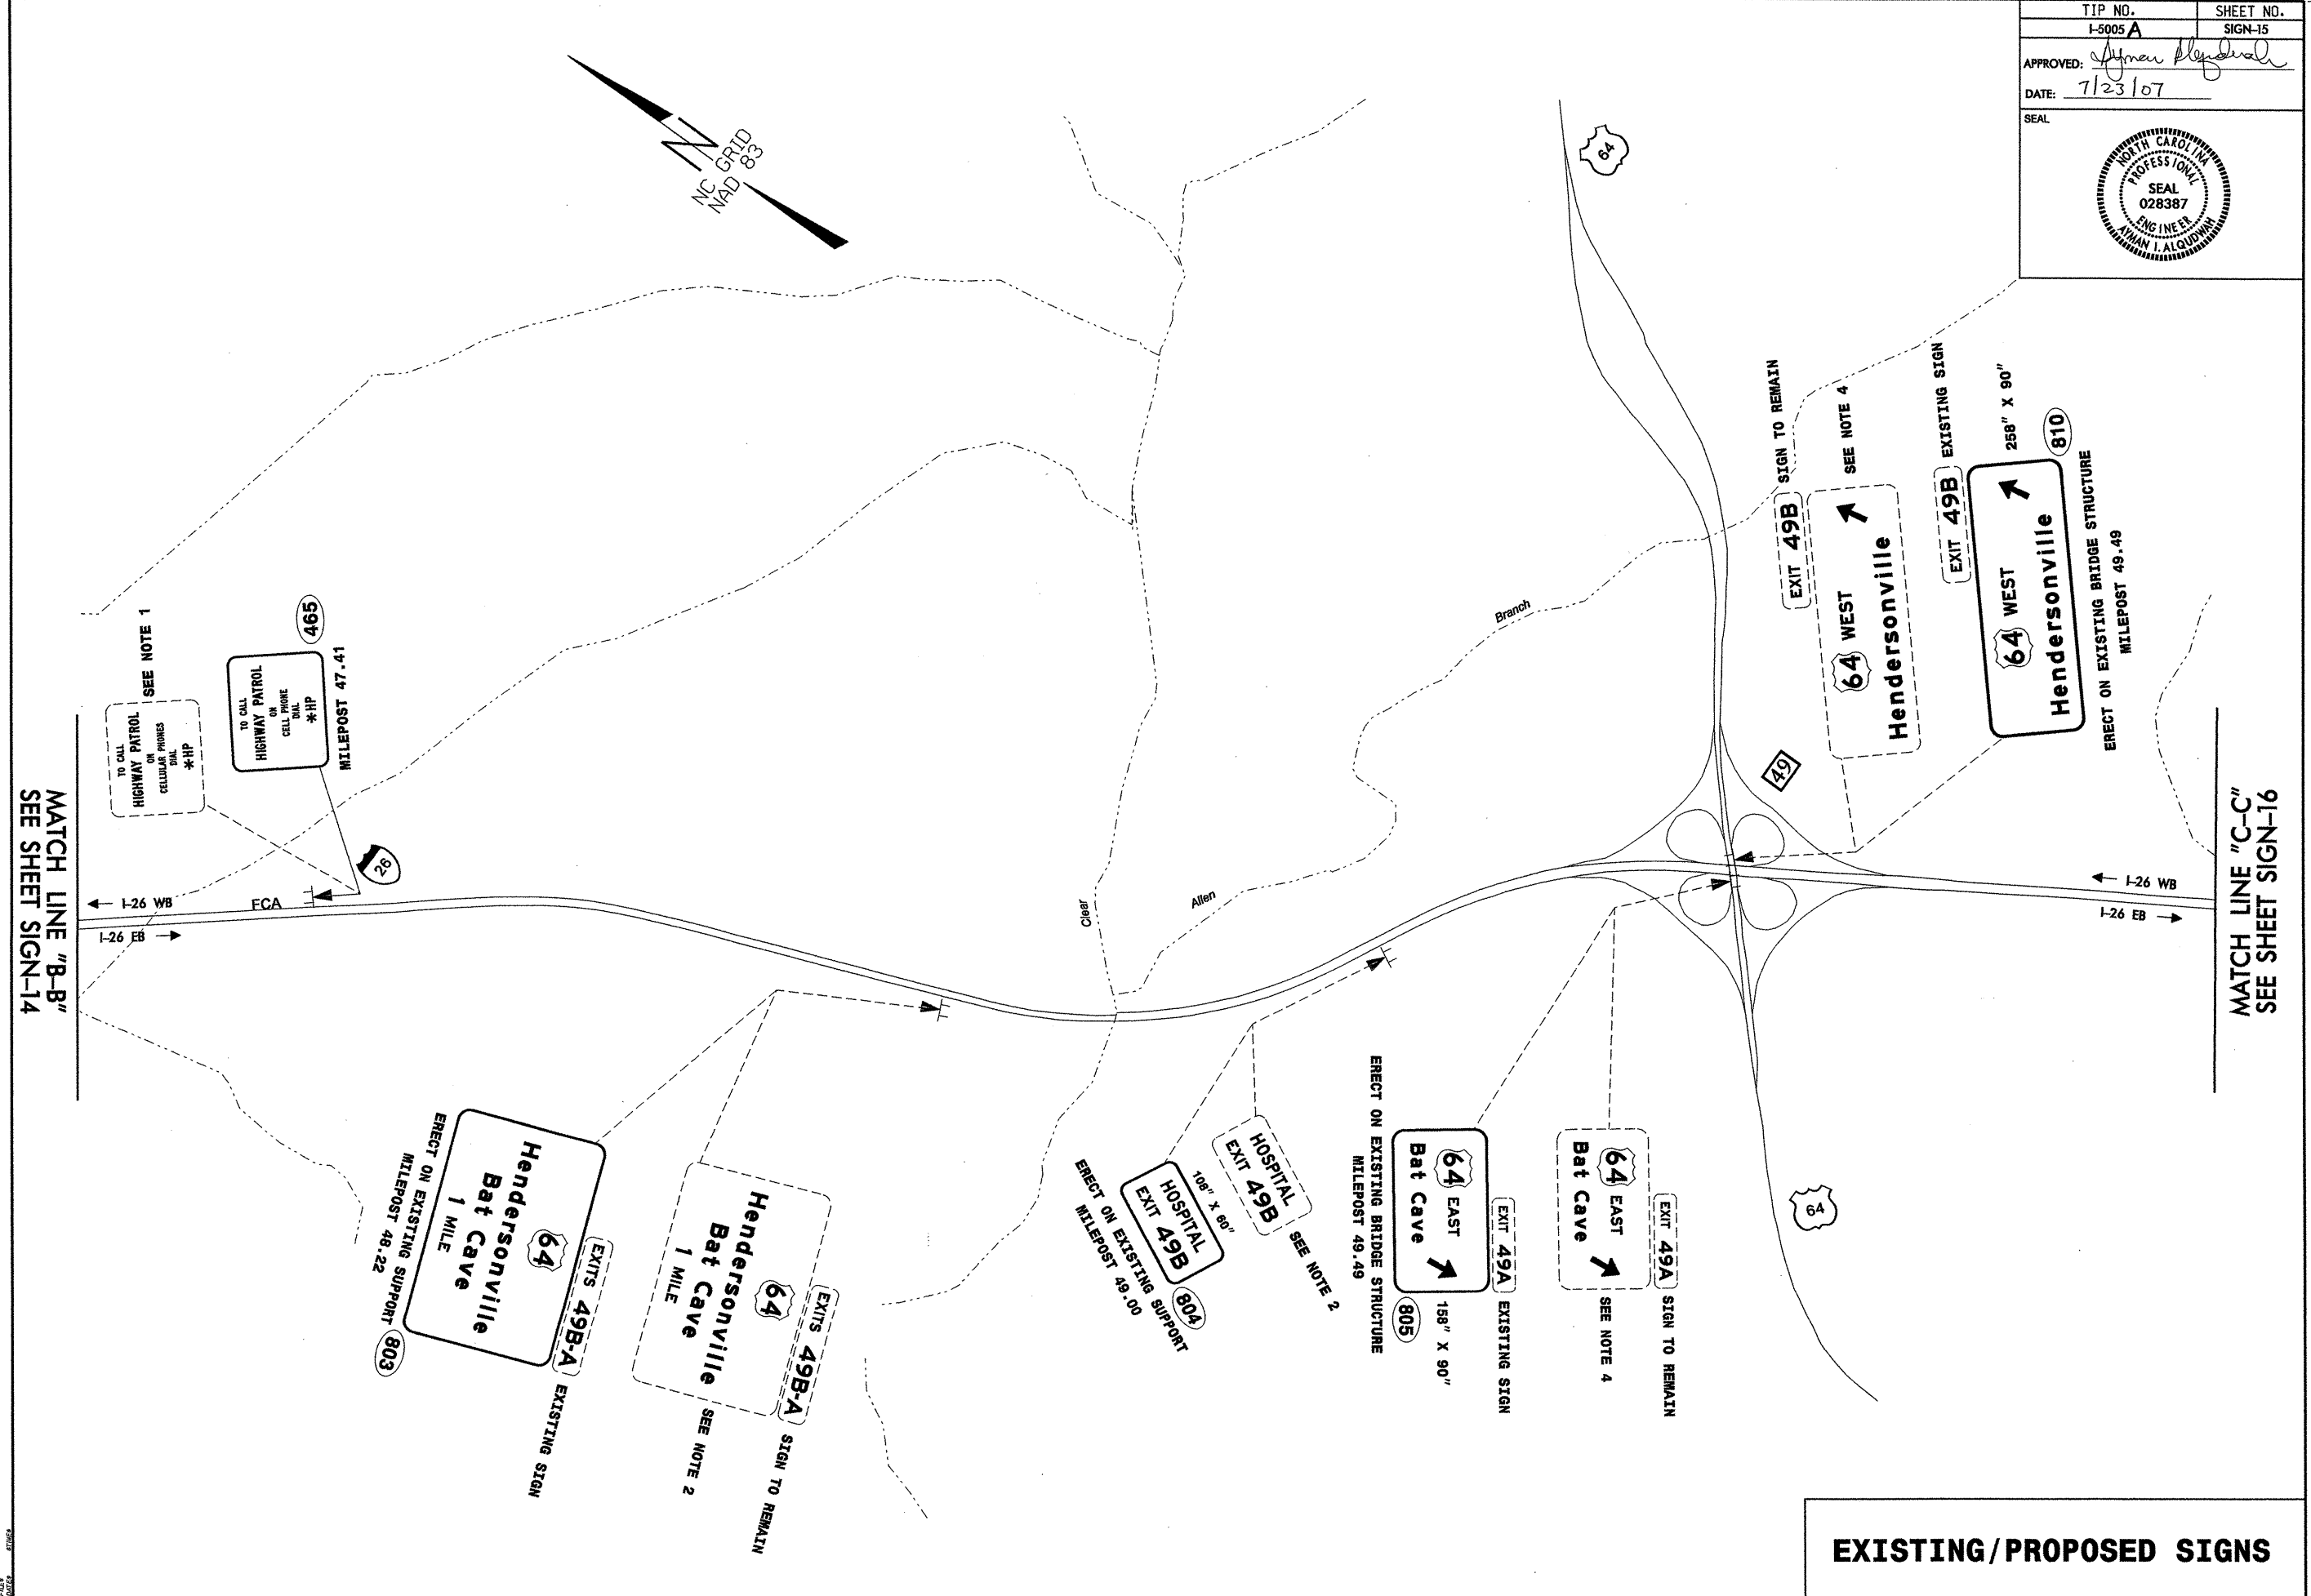 TIP NO.
SHEET NO.
I-5005 A
SIGN-15
APPROVED:
DATE: 7/23/07
SEAL
NORTH CAROLINA
PROFESSIONAL
SEAL
028387
ENGINEER
AYMAN I. ALQUDWAH
NC GRID
NAD 83
64
SIGN TO REMAIN
EXIT 49B
SEE NOTE 4
64 WEST
Hendersonville
EXISTING SIGN
EXIT 49B
258" X 90"
810
64 WEST
Hendersonville
ERECT ON EXISTING BRIDGE STRUCTURE
MILEPOST 49.49
49
Branch
SEE NOTE 1
TO CALL
HIGHWAY PATROL
ON
CELLULAR PHONES
DIAL
*HP
465
TO CALL
HIGHWAY PATROL
ON
CELL PHONE
DIAL
*HP
MILEPOST 47.41
26
MATCH LINE "B-B"
SEE SHEET SIGN-14
I-26 WB
FCA
I-26 EB
Clear
Allen
I-26 WB
I-26 EB
MATCH LINE "C-C"
SEE SHEET SIGN-16
EXITS 49B-A EXISTING SIGN
64
Hendersonville
Bat Cave
1 MILE
ERECT ON EXISTING SUPPORT
MILEPOST 48.22
803
EXITS 49B-A SIGN TO REMAIN
64
Hendersonville
Bat Cave
1 MILE
SEE NOTE 2
108" X 60"
HOSPITAL
EXIT 49B
804
ERECT ON EXISTING SUPPORT
MILEPOST 49.00
HOSPITAL
EXIT 49B
SEE NOTE 2
EXIT 49A EXISTING SIGN
64 EAST
Bat Cave
158" X 90"
805
ERECT ON EXISTING BRIDGE STRUCTURE
MILEPOST 49.49
EXIT 49A SIGN TO REMAIN
64 EAST
Bat Cave
SEE NOTE 4
64
EXISTING/PROPOSED SIGNS